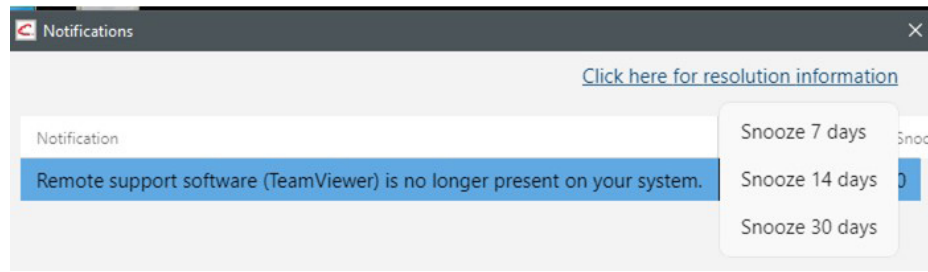 Notifications
Click here for resolution information
Notification
Snooze 7 days
Remote support software (TeamViewer) is no longer present on your system.
Snooze 14 days
Snooze 30 days